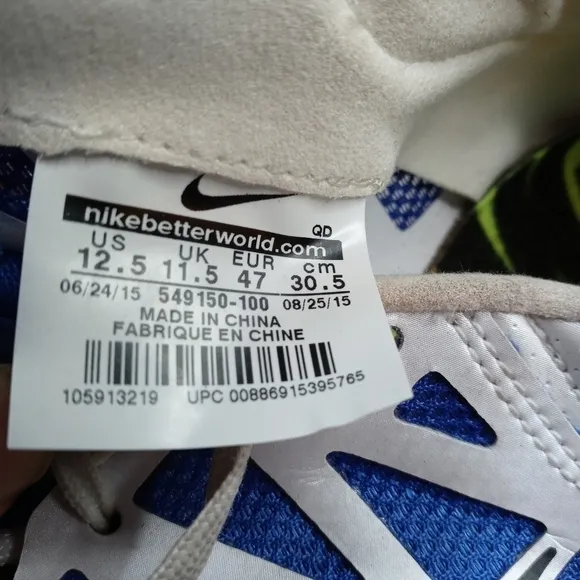 nikebetterworld.com QD
US UK EUR cm
12.5 11.5 47 30.5
06/24/15 549150-100 08/25/15
MADE IN CHINA
FABRIQUE EN CHINE
105913219 UPC 00886915395765